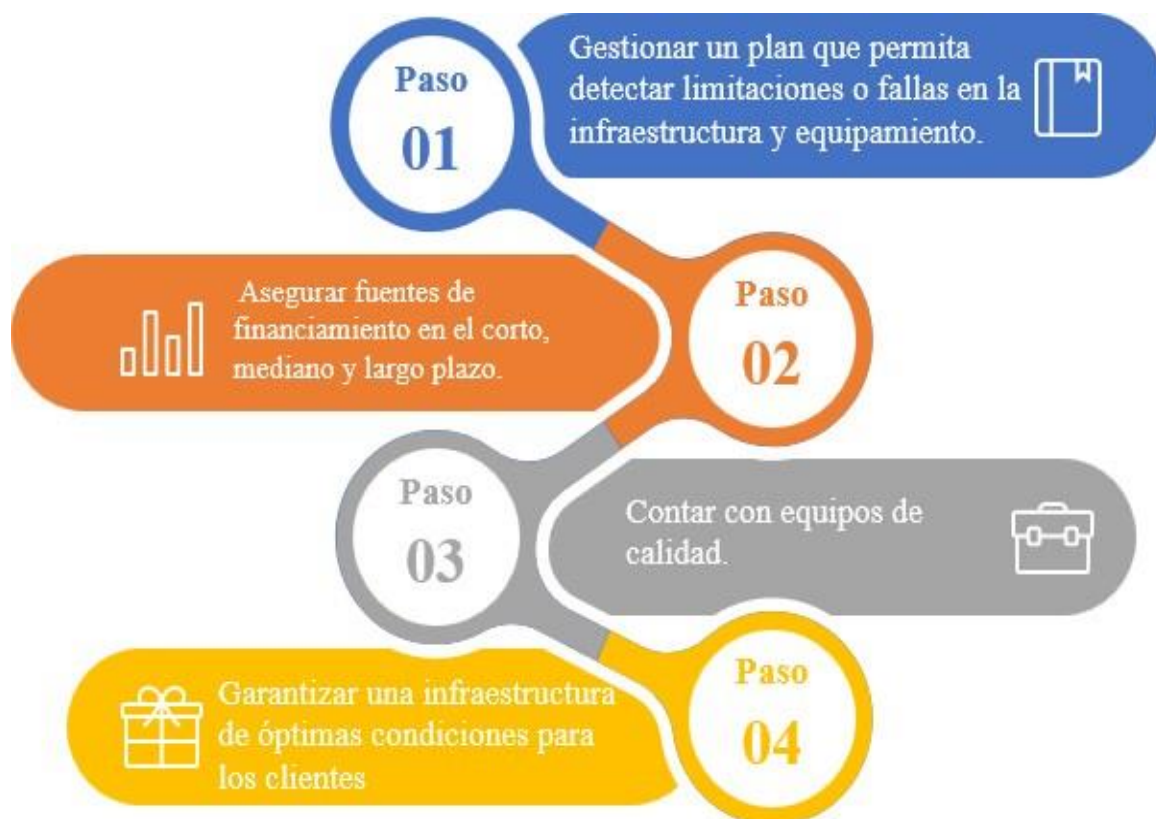 Paso
01
Gestionar un plan que permita
detectar limitaciones o fallas en la
infraestructura y equipamiento.
Paso
02
Asegurar fuentes de
financiamiento en el corto,
mediano y largo plazo.
Paso
03
Contar con equipos de
calidad.
Paso
04
Garantizar una infraestructura
de óptimas condiciones para
los clientes